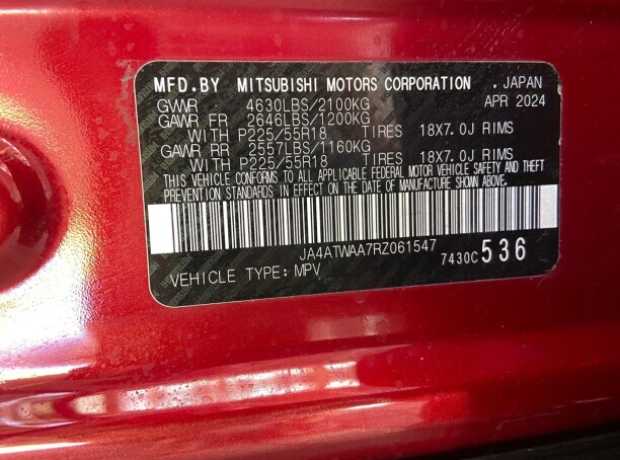 MFD.BY MITSUBISHI MOTORS CORPORATION , JAPAN
GVWR 4630LBS/2100KG APR 2024
GAWR FR 2646LBS/1200KG
WITH P225/55R18 TIRES 18X7.0J RIMS
GAWR RR 2557LBS/1160KG
WITH P225/55R18 TIRES 18X7.0J RIMS
THIS VEHICLE CONFORMS TO ALL APPLICABLE FEDERAL MOTOR VEHICLE SAFETY AND THEFT
PREVENTION STANDARDS IN EFFECT ON THE DATE OF MANUFACTURE SHOWN ABOVE.
JA4ATWAA7RZ061547 7430C 536
VEHICLE TYPE: MPV